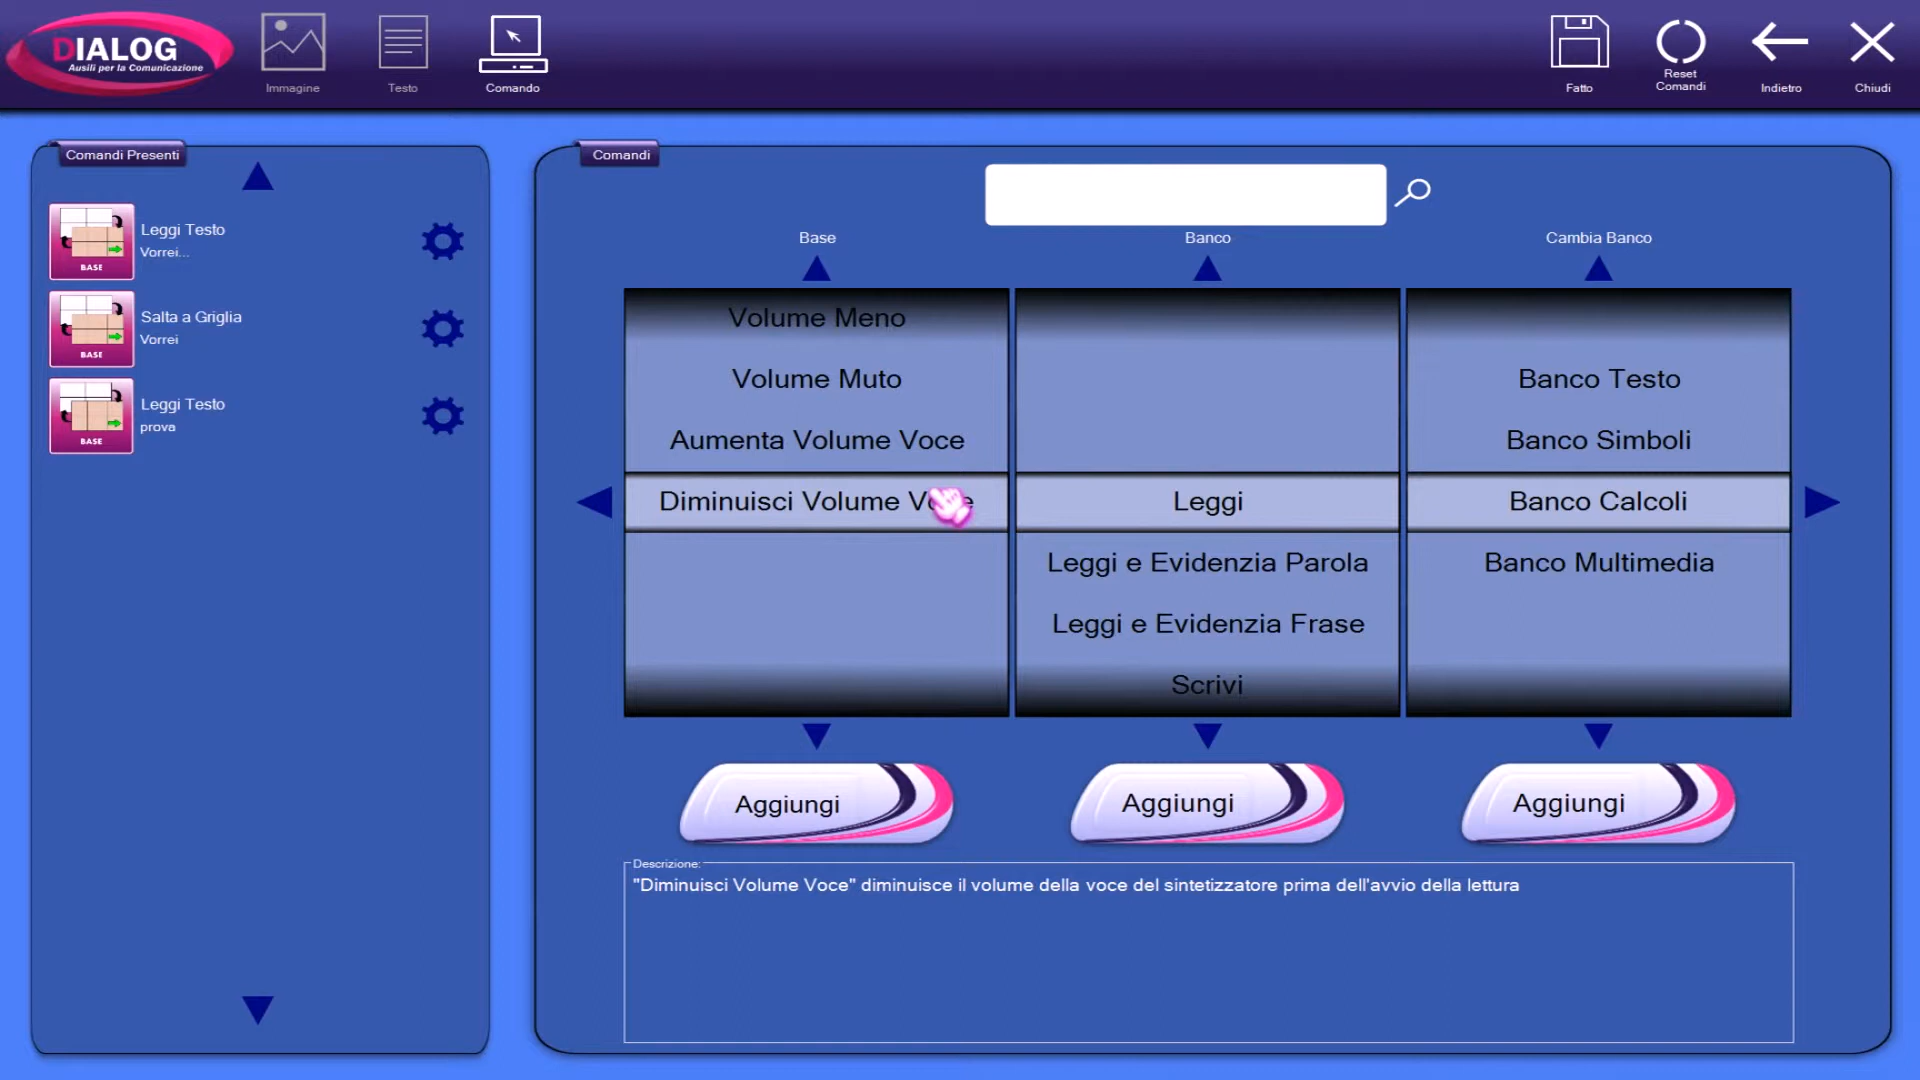 DIALOG
Ausili per la Comunicazione
Immagine
Testo
Comando
Fatto
Reset
Comandi
Indietro
Chiudi
Comandi Presenti
Leggi Testo
Vorrei...
BASE
Salta a Griglia
Vorrei
BASE
Leggi Testo
prova
BASE
Comandi
Base
Banco
Cambia Banco
Volume Meno
Volume Muto
Banco Testo
Aumenta Volume Voce
Banco Simboli
Diminuisci Volume Voce
Leggi
Banco Calcoli
Leggi e Evidenzia Parola
Banco Multimedia
Leggi e Evidenzia Frase
Scrivi
Aggiungi
Aggiungi
Aggiungi
Descrizione:
"Diminuisci Volume Voce" diminuisce il volume della voce del sintetizzatore prima dell'avvio della lettura